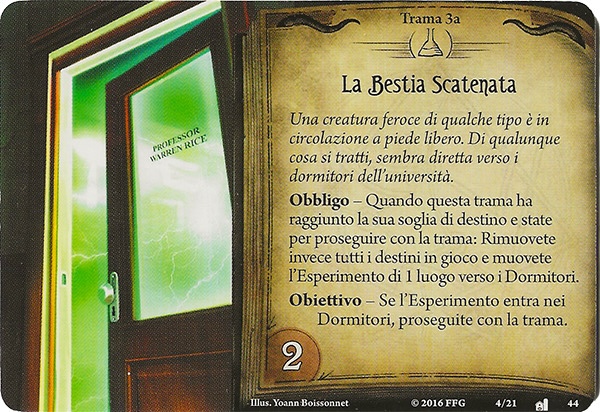 Trama 3a
La Bestia Scatenata
Una creatura feroce di qualche tipo è in
circolazione a piede libero. Di qualunque
cosa si tratti, sembra diretta verso i
dormitori dell'università.
Obbligo – Quando questa trama ha
raggiunto la sua soglia di destino e state
per proseguire con la trama: Rimuovete
invece tutti i destini in gioco e muovete
l'Esperimento di 1 luogo verso i Dormitori.
Obiettivo – Se l'Esperimento entra nei
Dormitori, proseguite con la trama.
2
PROFESSOR
WARREN RICE
Illus. Yoann Boissonnet
© 2016 FFG
4/21
44